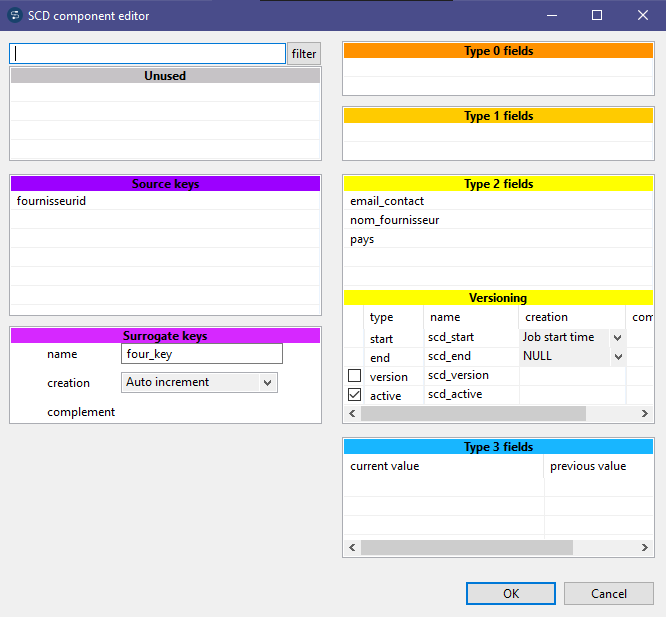 SCD component editor
filter
Unused
Source keys
fournisseurid
Surrogate keys
name four_key
creation Auto increment
complement
Type 0 fields
Type 1 fields
Type 2 fields
email_contact
nom_fournisseur
pays
Versioning
type name creation com
start scd_start Job start time
end scd_end NULL
version scd_version
active scd_active
Type 3 fields
current value previous value
OK Cancel